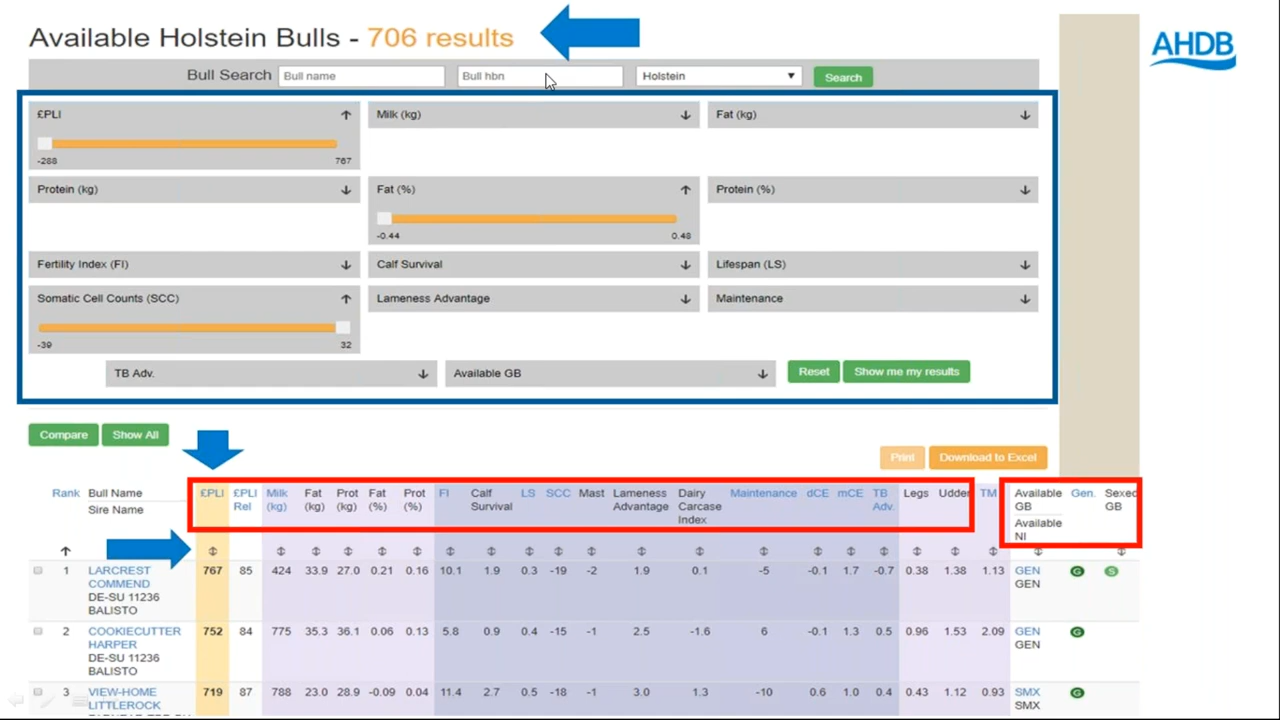 Available Holstein Bulls - 706 results
AHDB
Bull Search Bull name Bull hbn Holstein Search
£PLI Milk (kg) Fat (kg)
-288 767
Protein (kg) Fat (%) Protein (%)
-0.44 0.48
Fertility Index (FI) Calf Survival Lifespan (LS)
Somatic Cell Counts (SCC) Lameness Advantage Maintenance
-39 32
TB Adv. Available GB Reset Show me my results
Compare Show All
Print Download to Excel
Rank Bull Name £PLI £PLI Milk Fat Prot Fat Prot FI Calf LS SCC Mast Lameness Dairy Maintenance dCE mCE TB Legs Udder TM Available Gen. Sexed
Sire Name Rel (kg) (kg) (kg) (%) (%) Survival Advantage Carcase Adv. GB GB
Index Available
NI
1 LARCREST 767 85 424 33.9 27.0 0.21 0.16 10.1 1.9 0.3 -19 -2 1.9 0.1 -5 -0.1 1.7 -0.7 0.38 1.38 1.13 GEN G S
COMMEND GEN
DE-SU 11236
BALISTO
2 COOKIECUTTER 752 84 775 35.3 36.1 0.06 0.13 5.8 0.9 0.4 -15 -1 2.5 -1.6 6 -0.1 1.3 0.5 0.96 1.53 2.09 GEN G
HARPER GEN
DE-SU 11236
BALISTO
3 VIEW-HOME 719 87 788 23.0 28.9 -0.09 0.04 11.4 2.7 0.5 -18 -1 3.0 1.3 -10 0.6 1.0 0.4 0.43 1.12 0.93 SMX G
LITTLEROCK SMX